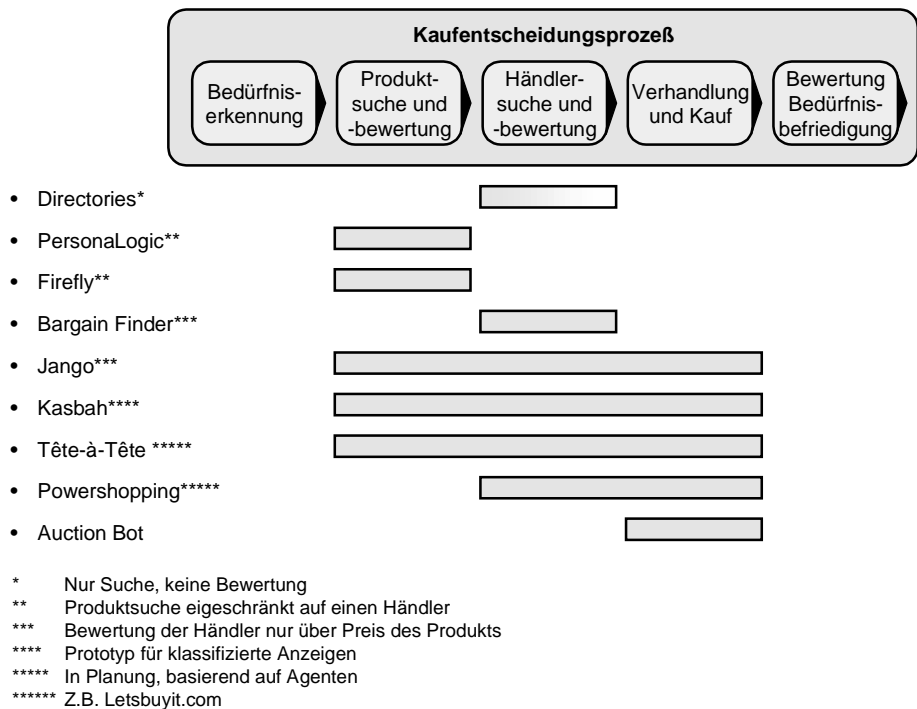 Kaufentscheidungsprozeß
Bedürfnis-
erkennung
Produkt-
suche und
-bewertung
Händler-
suche und
-bewertung
Verhandlung
und Kauf
Bewertung
Bedürfnis-
befriedigung
• Directories*
• PersonaLogic**
• Firefly**
• Bargain Finder***
• Jango***
• Kasbah****
• Tête-à-Tête *****
• Powershopping*****
• Auction Bot
* Nur Suche, keine Bewertung
** Produktsuche eigeschränkt auf einen Händler
*** Bewertung der Händler nur über Preis des Produkts
**** Prototyp für klassifizierte Anzeigen
***** In Planung, basierend auf Agenten
****** Z.B. Letsbuyit.com